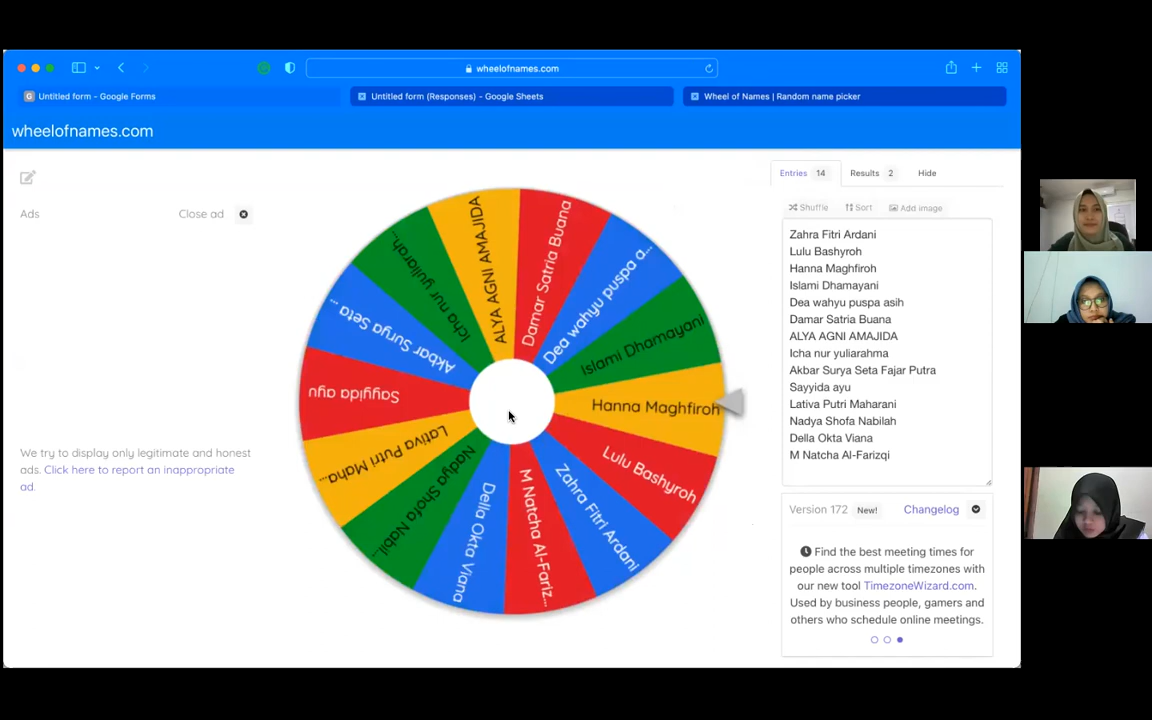 wheelofnames.com
Untitled form - Google Forms
Untitled form (Responses) - Google Sheets
Wheel of Names | Random name picker
wheelofnames.com
Ads
Close ad
We try to display only legitimate and honest
ads. Click here to report an inappropriate
ad.
ALYA AGNI AMAJIDA
Damar Satria Buana
Dea wahyu puspa a...
Islami Dhamayani
Hanna Maghfiroh
Lulu Bashyroh
Zahra Fitri Ardani
M Natcha Al-Fariz...
Della Okta Viana
Nadya Shofa Nabil...
Lativa Putri Maha...
Sayyida ayu
Akbar Surya Seta ...
Icha nur yuliarah...
Entries 14
Results 2
Hide
Shuffle
Sort
Add image
Zahra Fitri Ardani
Lulu Bashyroh
Hanna Maghfiroh
Islami Dhamayani
Dea wahyu puspa asih
Damar Satria Buana
ALYA AGNI AMAJIDA
Icha nur yuliarahma
Akbar Surya Seta Fajar Putra
Sayyida ayu
Lativa Putri Maharani
Nadya Shofa Nabilah
Della Okta Viana
M Natcha Al-Farizqi
Version 172 New! Changelog
Find the best meeting times for
people across multiple timezones with
our new tool TimezoneWizard.com.
Used by business people, gamers and
others who schedule online meetings.